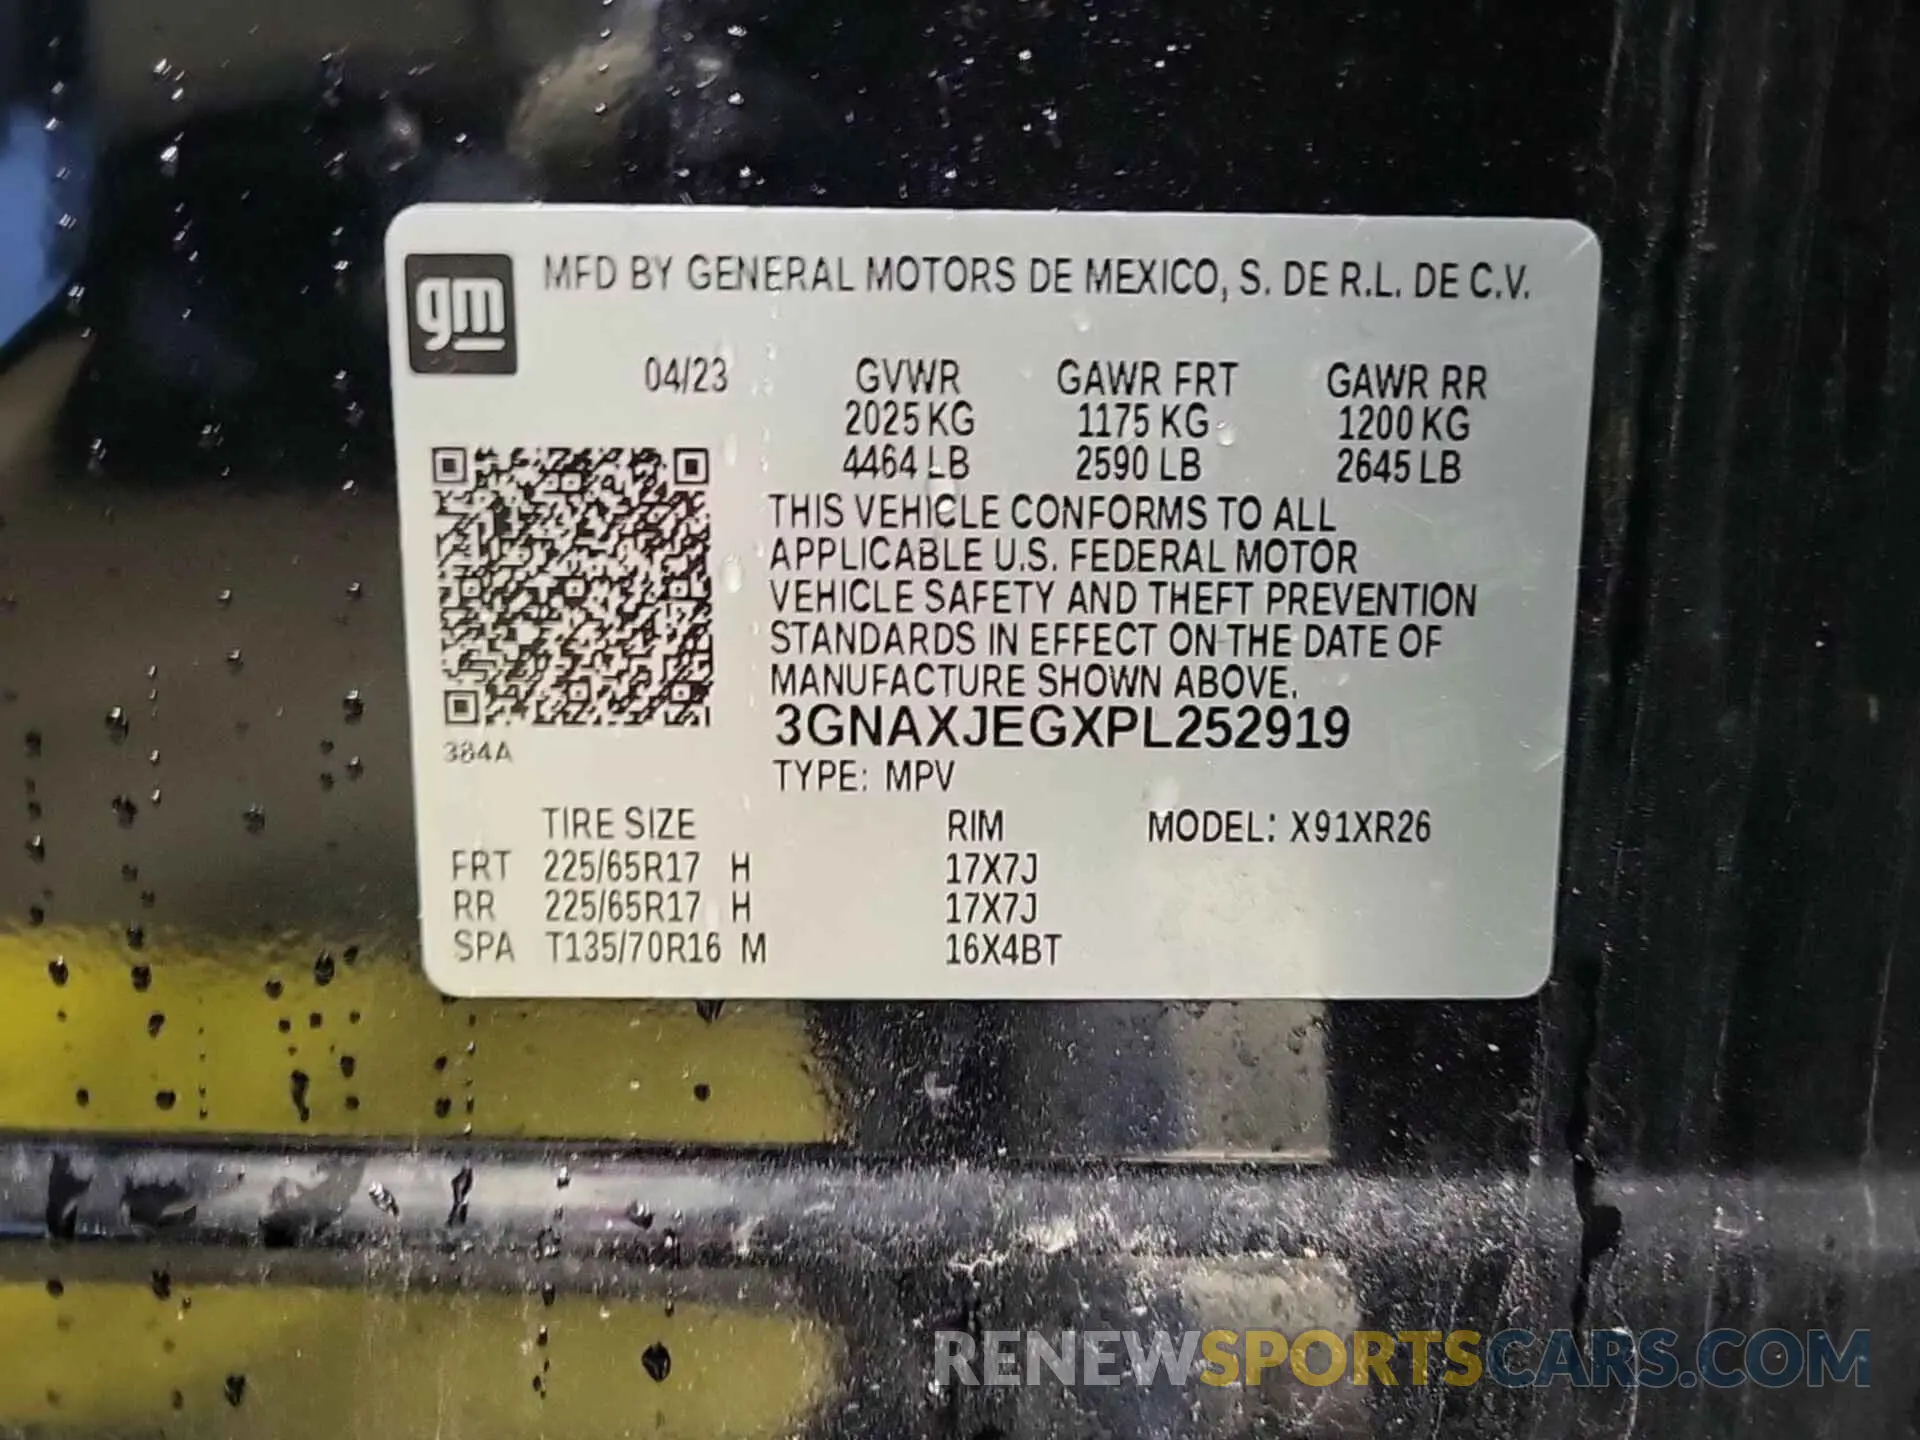 gm
MFD BY GENERAL MOTORS DE MEXICO, S. DE R.L. DE C.V.
04/23 GVWR GAWR FRT GAWR RR
2025 KG 1175 KG 1200 KG
4464 LB 2590 LB 2645 LB
THIS VEHICLE CONFORMS TO ALL
APPLICABLE U.S. FEDERAL MOTOR
VEHICLE SAFETY AND THEFT PREVENTION
STANDARDS IN EFFECT ON THE DATE OF
MANUFACTURE SHOWN ABOVE.
3GNAXJEGXPL252919
384A
TYPE: MPV
TIRE SIZE RIM MODEL: X91XR26
FRT 225/65R17 H 17X7J
RR 225/65R17 H 17X7J
SPA T135/70R16 M 16X4BT
RENEWSPORTSCARS.COM